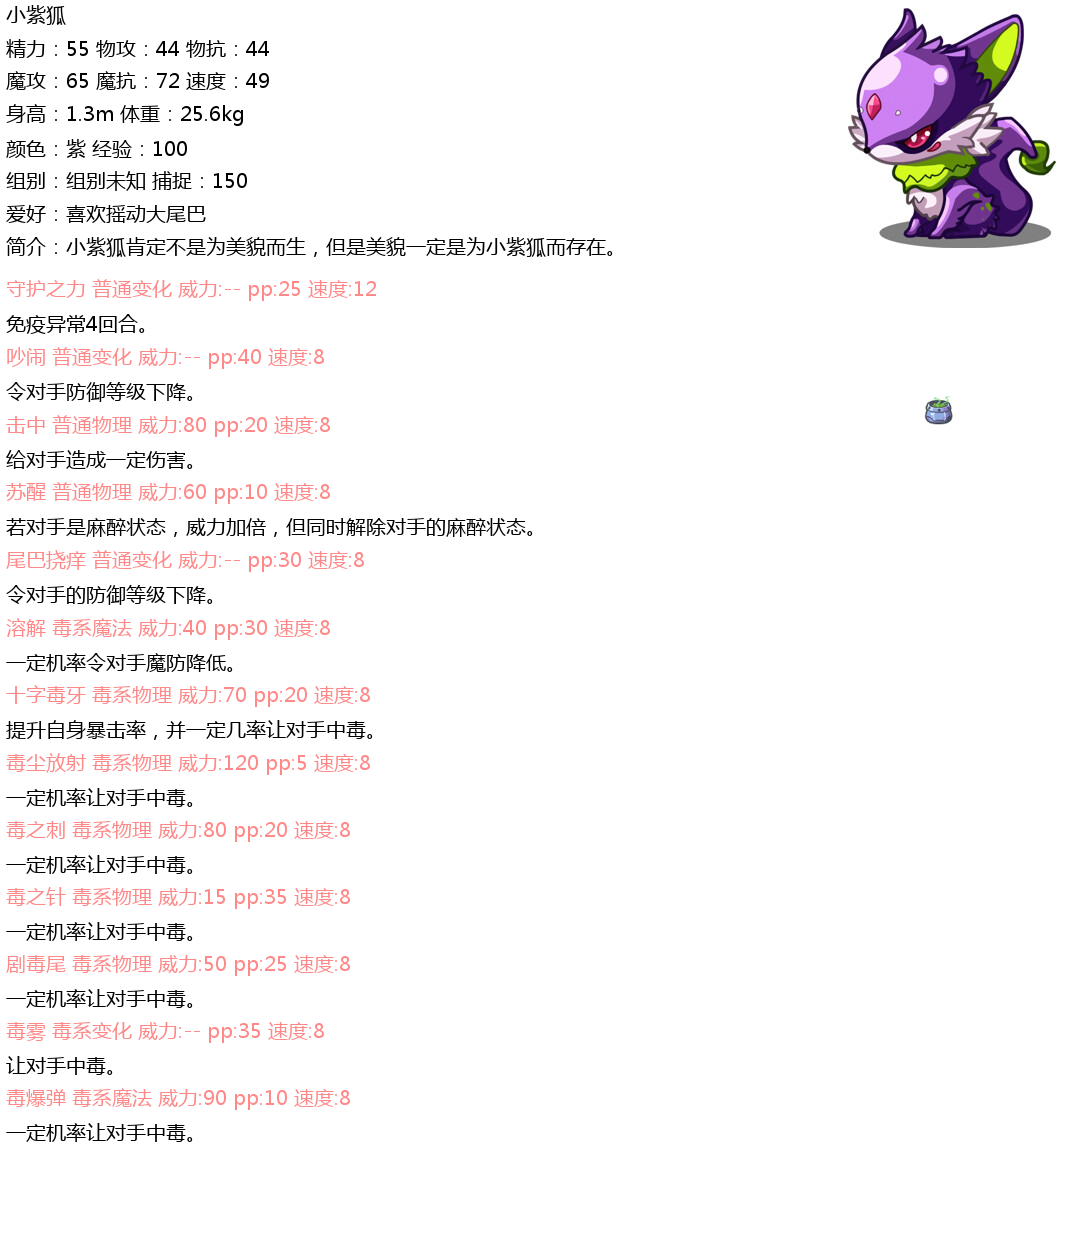 小紫狐
精力：55 物攻：44 物抗：44
魔攻：65 魔抗：72 速度：49
身高：1.3m 体重：25.6kg
颜色：紫 经验：100
组别：组别未知 捕捉：150
爱好：喜欢摇动大尾巴
简介：小紫狐肯定不是为美貌而生，但是美貌一定是为小紫狐而存在。
守护之力 普通变化 威力:-- pp:25 速度:12
免疫异常4回合。
吵闹 普通变化 威力:-- pp:40 速度:8
令对手防御等级下降。
击中 普通物理 威力:80 pp:20 速度:8
给对手造成一定伤害。
苏醒 普通物理 威力:60 pp:10 速度:8
若对手是麻醉状态，威力加倍，但同时解除对手的麻醉状态。
尾巴挠痒 普通变化 威力:-- pp:30 速度:8
令对手的防御等级下降。
溶解 毒系魔法 威力:40 pp:30 速度:8
一定机率令对手魔防降低。
十字毒牙 毒系物理 威力:70 pp:20 速度:8
提升自身暴击率，并一定几率让对手中毒。
毒尘放射 毒系物理 威力:120 pp:5 速度:8
一定机率让对手中毒。
毒之刺 毒系物理 威力:80 pp:20 速度:8
一定机率让对手中毒。
毒之针 毒系物理 威力:15 pp:35 速度:8
一定机率让对手中毒。
剧毒尾 毒系物理 威力:50 pp:25 速度:8
一定机率让对手中毒。
毒雾 毒系变化 威力:-- pp:35 速度:8
让对手中毒。
毒爆弹 毒系魔法 威力:90 pp:10 速度:8
一定机率让对手中毒。